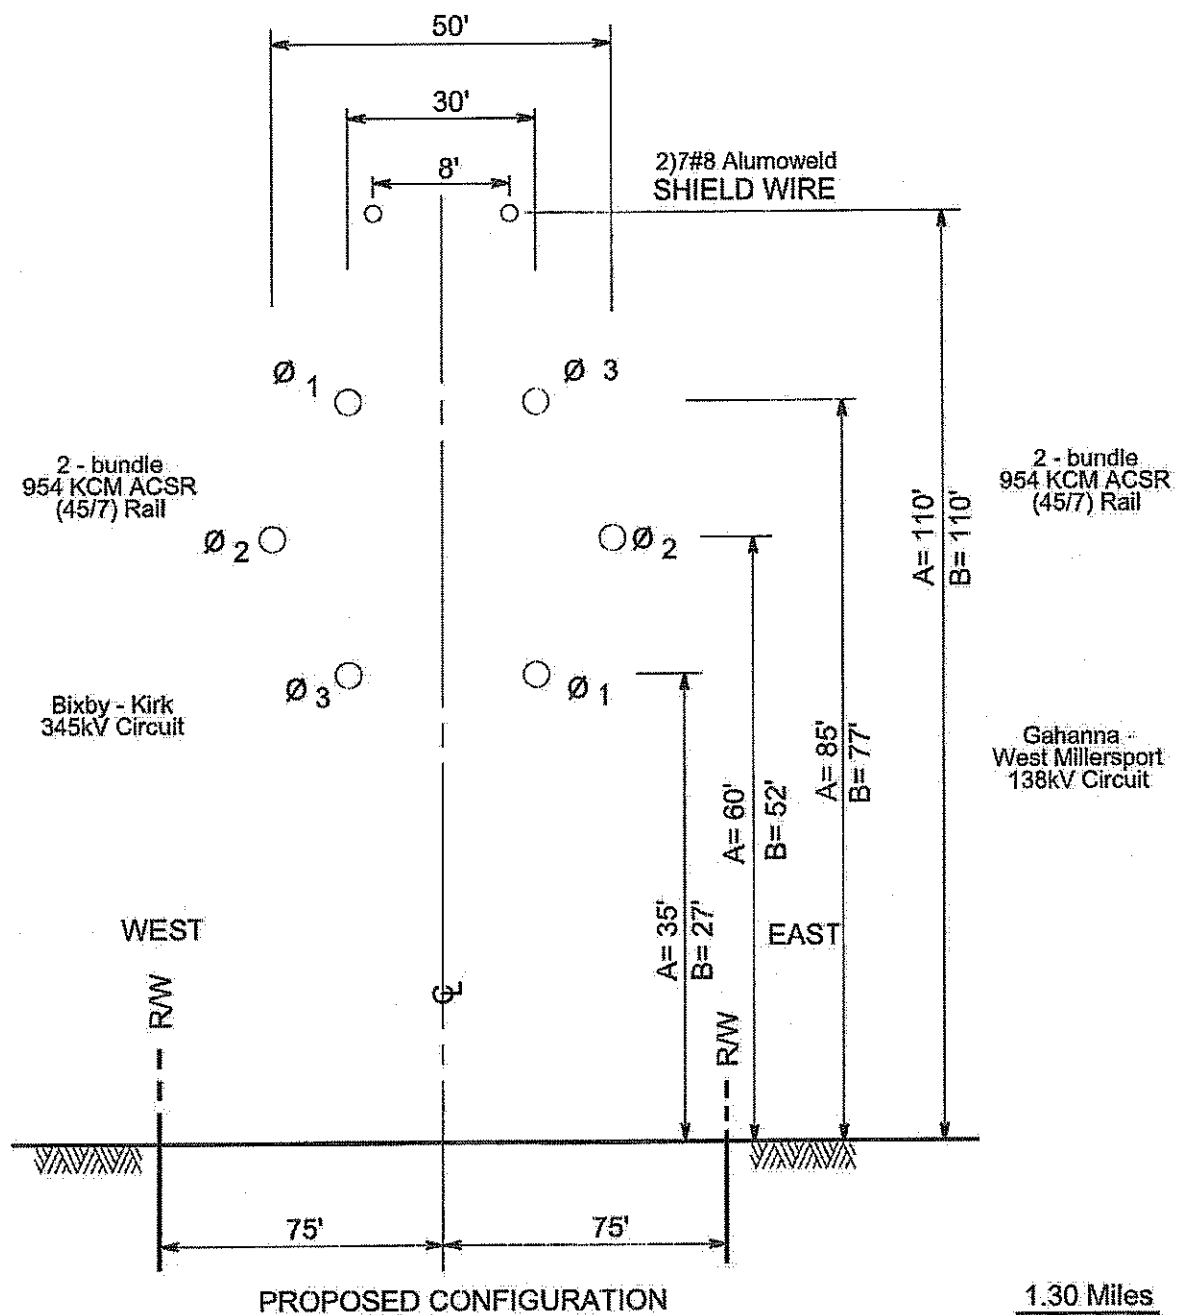 50'
30'
8'
2)7#8 Alumoweld
SHIELD WIRE
Ø 1
Ø 3
2 - bundle
954 KCM ACSR
(45/7) Rail
2 - bundle
954 KCM ACSR
(45/7) Rail
Ø 2
Ø 2
A= 110'
B= 110'
Ø 3
Ø 1
Bixby - Kirk
345kV Circuit
Gahanna -
West Millersport
138kV Circuit
A= 85'
B= 77'
A= 60'
B= 52'
A= 35'
B= 27'
WEST
EAST
R/W
CL
R/W
75'
75'
PROPOSED CONFIGURATION
1.30 Miles